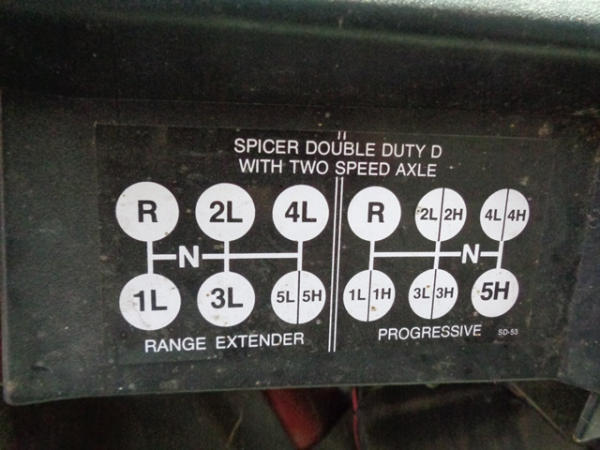 SPICER DOUBLE DUTY D
WITH TWO SPEED AXLE
R 2L 4L
N
1L 3L 5L 5H
RANGE EXTENDER
R 2L 2H 4L 4H
N
1L 1H 3L 3H 5H
PROGRESSIVE SD-53